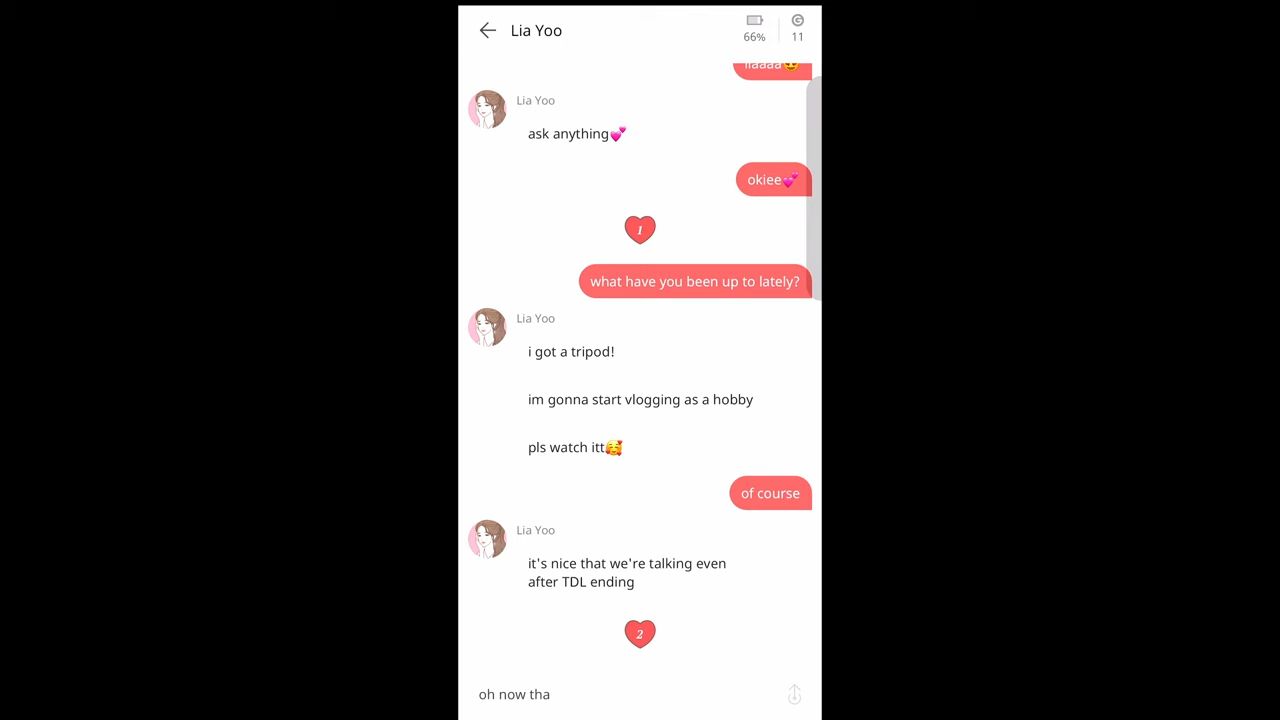 Lia Yoo
66%
11
liaaaa😵
Lia Yoo
ask anything💕
okiee💕
1
what have you been up to lately?
Lia Yoo
i got a tripod!
im gonna start vlogging as a hobby
pls watch itt🥰
of course
Lia Yoo
it's nice that we're talking even
after TDL ending
2
oh now tha